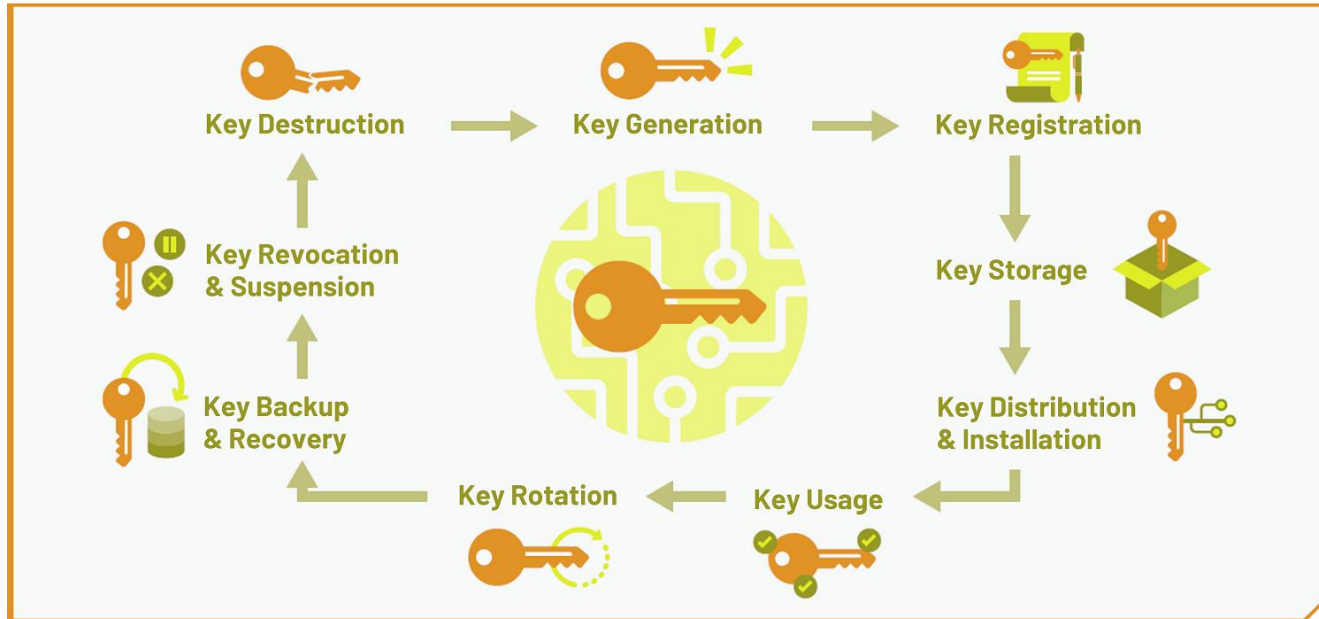 Key Destruction
Key Generation
Key Registration
Key Revocation
& Suspension
Key Storage
Key Backup
& Recovery
Key Distribution
& Installation
Key Rotation
Key Usage